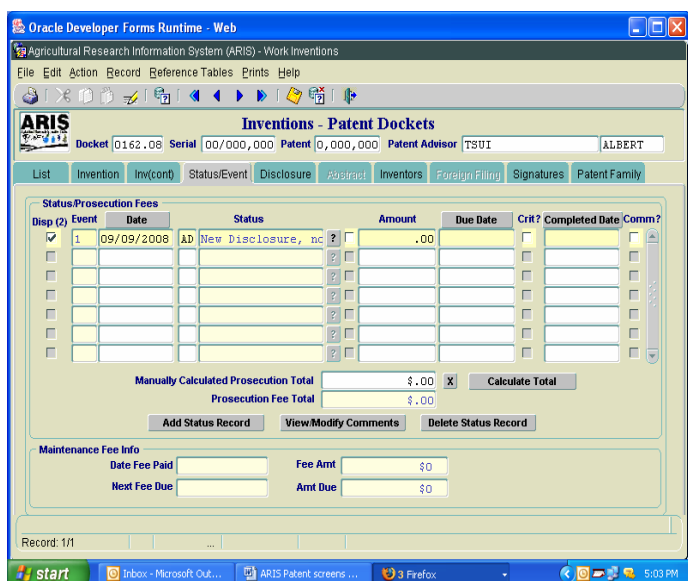 Oracle Developer Forms Runtime - Web
Agricultural Research Information System (ARIS) - Work Inventions
File Edit Action Record Reference Tables Prints Help
ARIS
Inventions - Patent Dockets
Docket 0162.08 Serial 00/000,000 Patent 0,000,000 Patent Advisor TSUI ALBERT
List Invention Inv(cont) Status/Event Disclosure Abstract Inventors Foreign Filing Signatures Patent Family
Status/Prosecution Fees
Disp (2) Event Date Status Amount Due Date Crit? Completed Date Comm?
1 09/09/2008 AD New Disclosure, nc ? .00
?
?
?
?
?
?
Manually Calculated Prosecution Total $.00 X Calculate Total
Prosecution Fee Total $.00
Add Status Record View/Modify Comments Delete Status Record
Maintenance Fee Info
Date Fee Paid Fee Amt $0
Next Fee Due Amt Due $0
Record: 1/1 ...
start Inbox - Microsoft Out... ARIS Patent screens ... 3 Firefox 5:03 PM